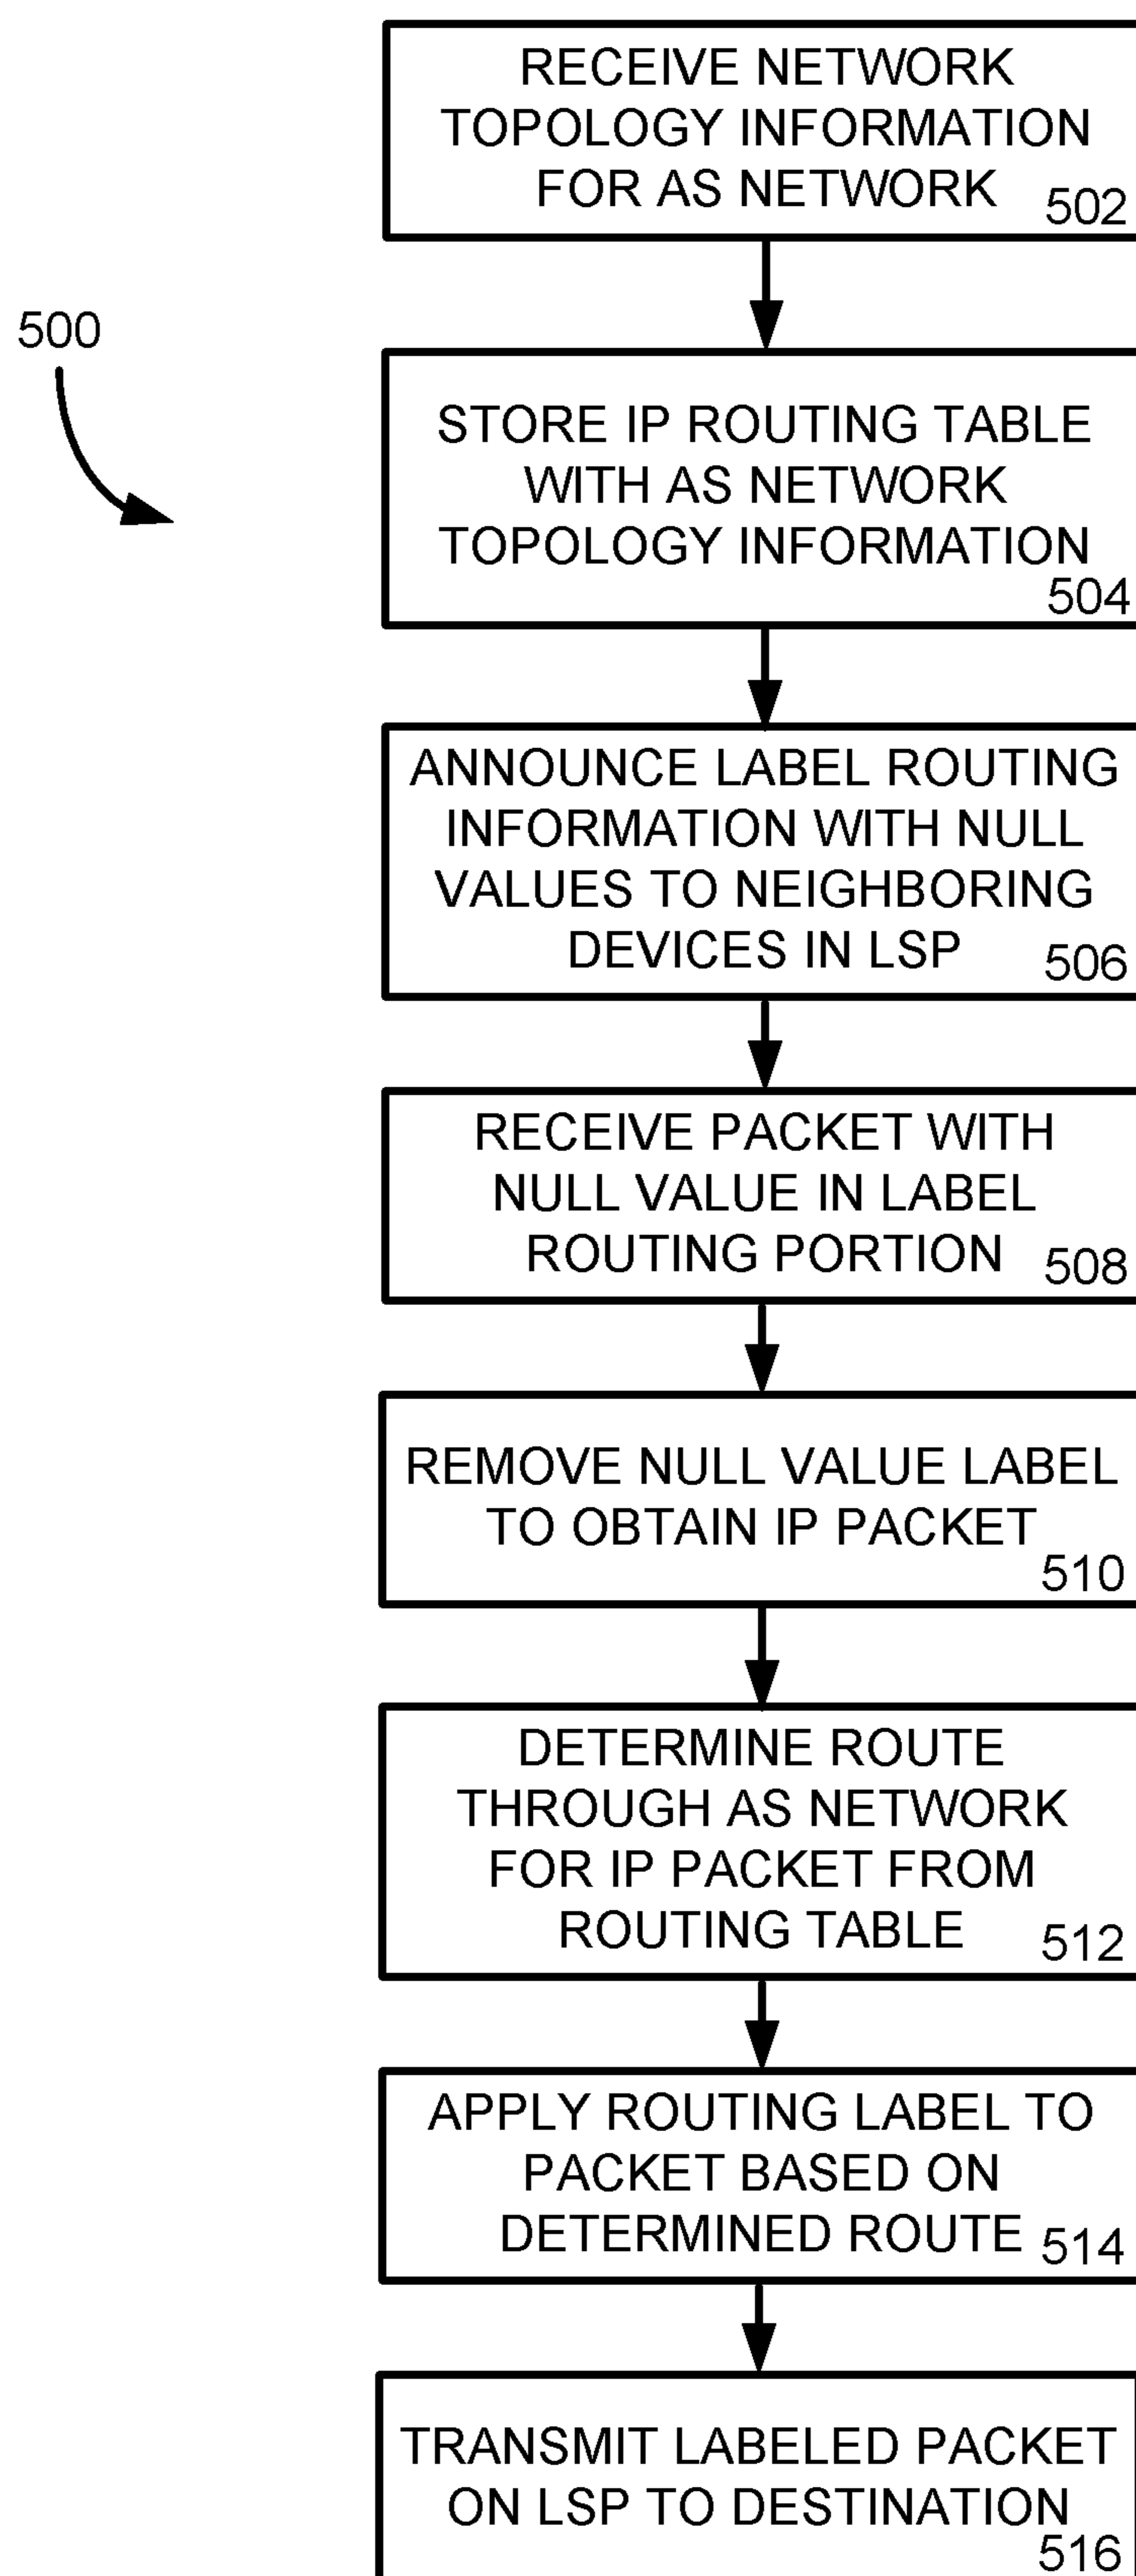 RECEIVE NETWORK
TOPOLOGY INFORMATION
FOR AS NETWORK
502
500
STORE IP ROUTING TABLE
WITH AS NETWORK
TOPOLOGY INFORMATION
504
ANNOUNCE LABEL ROUTING
INFORMATION WITH NULL
VALUES TO NEIGHBORING
DEVICES IN LSP
506
RECEIVE PACKET WITH
NULL VALUE IN LABEL
ROUTING PORTION
508
REMOVE NULL VALUE LABEL
TO OBTAIN IP PACKET
510
DETERMINE ROUTE
THROUGH AS NETWORK
FOR IP PACKET FROM
ROUTING TABLE
512
APPLY ROUTING LABEL TO
PACKET BASED ON
DETERMINED ROUTE
514
TRANSMIT LABELED PACKET
ON LSP TO DESTINATION
516